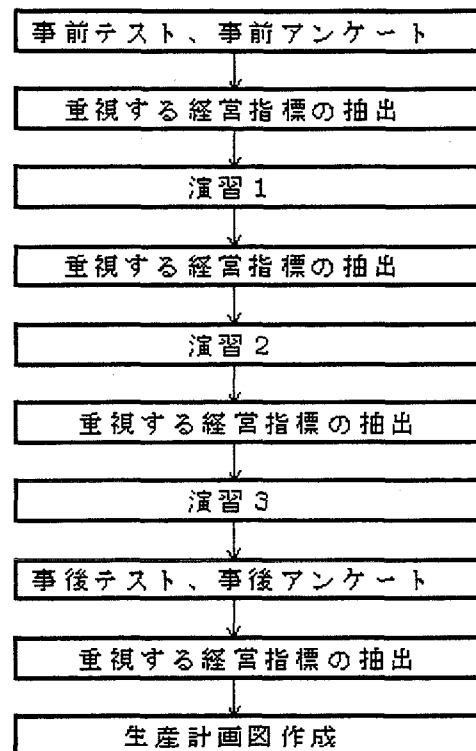 事前テスト、事前アンケート
重視する経営指標の抽出
演習1
重視する経営指標の抽出
演習2
重視する経営指標の抽出
演習3
事後テスト、事後アンケート
重視する経営指標の抽出
生産計画図作成